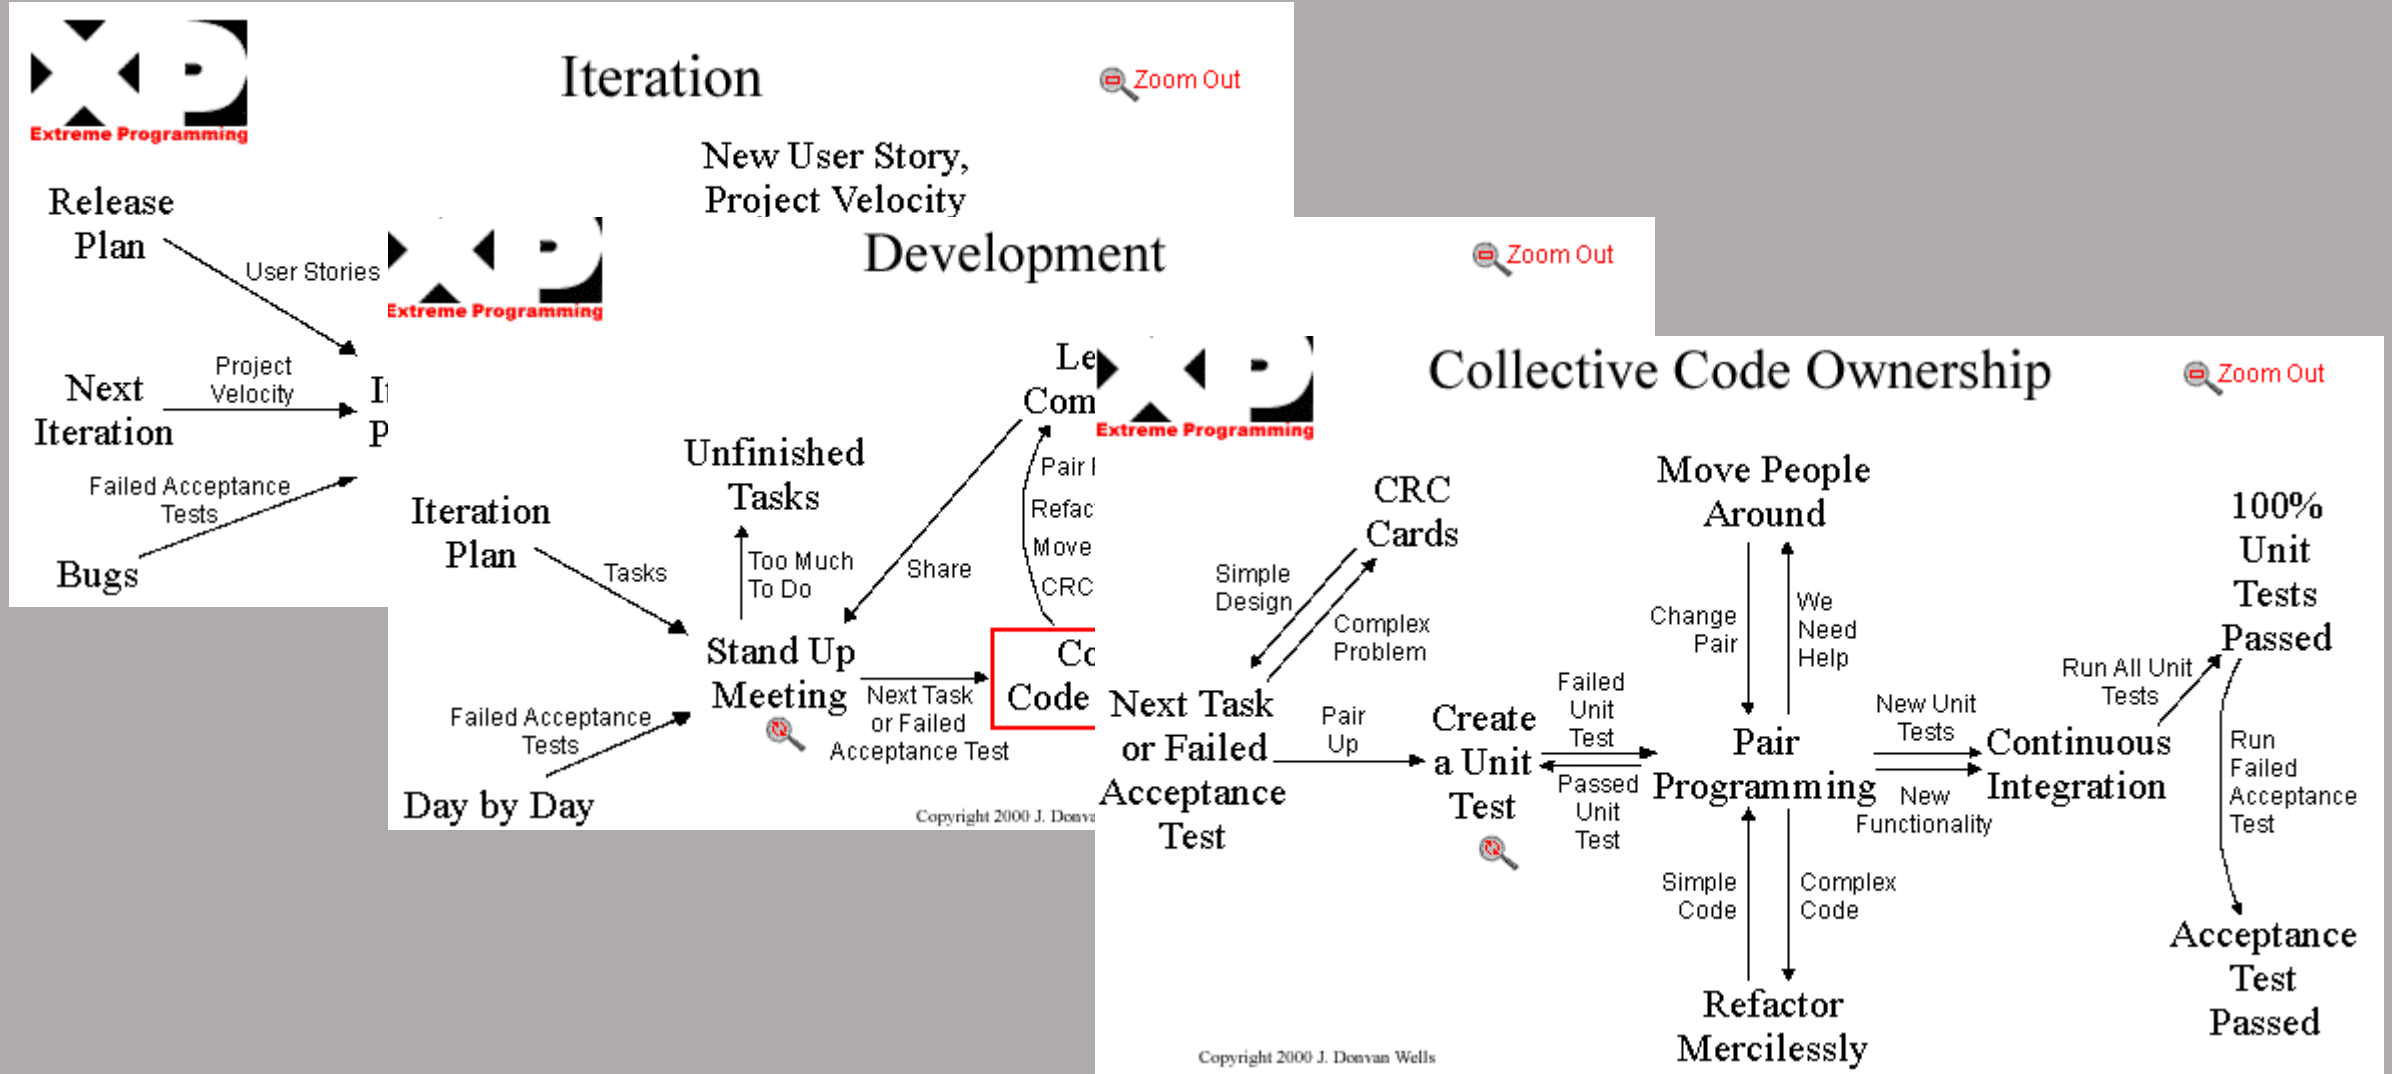 XP
Extreme Programming
Iteration
Zoom Out
New User Story,
Project Velocity
Release
Plan
User Stories
Next
Iteration
Project
Velocity
Failed Acceptance
Tests
Bugs
Extreme Programming
Development
Zoom Out
Unfinished
Tasks
Iteration
Plan
Tasks
Too Much
To Do
Share
Pair
Move
CRC
Stand Up
Meeting
Next Task
or Failed
Acceptance Test
Code
Failed Acceptance
Tests
Day by Day
Copyright 2000 J.
Extreme Programming
Collective Code Ownership
Zoom Out
CRC
Cards
Simple
Design
Complex
Problem
Move People
Around
Change
Pair
We
Need
Help
100%
Unit
Tests
Passed
Next Task
or Failed
Acceptance
Test
Pair
Up
Create
a Unit
Test
Failed
Unit
Test
Passed
Unit
Test
Pair
Programming
New Unit
Tests
New
Functionality
Continuous
Integration
Run All Unit
Tests
Run
Failed
Acceptance
Test
Simple
Code
Complex
Code
Refactor
Mercilessly
Acceptance
Test
Passed
Copyright 2000 J. Donvan Wells